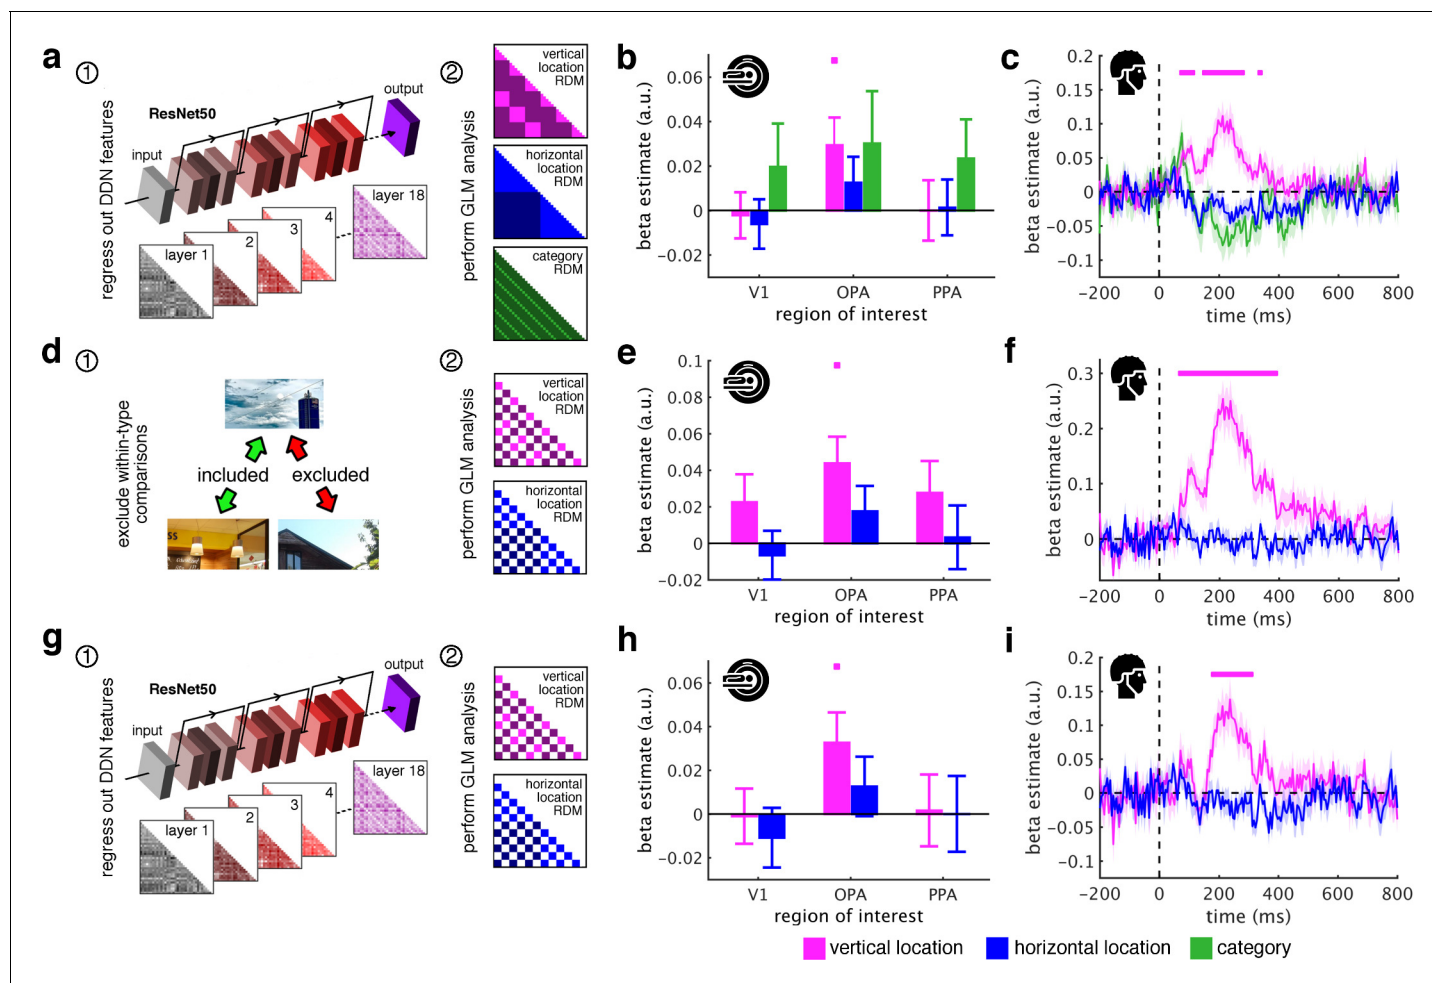 a
1
regress out DDN features
ResNet50
input
output
layer 1
2
3
4
layer 18
2
perform GLM analysis
vertical
location
RDM
horizontal
location
RDM
category
RDM
b
beta estimate (a.u.)
0.06
0.04
0.02
0
−0.02
V1
OPA
PPA
region of interest
c
beta estimate (a.u.)
0.2
0.15
0.1
0.05
0
−0.05
−0.1
−200
0
200
400
600
800
time (ms)
d
1
exclude within-type
comparisons
included
excluded
SS
2
perform GLM analysis
vertical
location
RDM
horizontal
location
RDM
e
beta estimate (a.u.)
0.1
0.08
0.06
0.04
0.02
0
−0.02
V1
OPA
PPA
region of interest
f
beta estimate (a.u.)
0.3
0.2
0.1
0
−200
0
200
400
600
800
time (ms)
g
1
regress out DDN features
ResNet50
input
output
layer 1
2
3
4
layer 18
2
perform GLM analysis
vertical
location
RDM
horizontal
location
RDM
h
beta estimate (a.u.)
0.06
0.04
0.02
0
−0.02
V1
OPA
PPA
region of interest
i
beta estimate (a.u.)
0.2
0.15
0.1
0.05
0
−0.05
−0.1
−200
0
200
400
600
800
time (ms)
vertical location
horizontal location
category